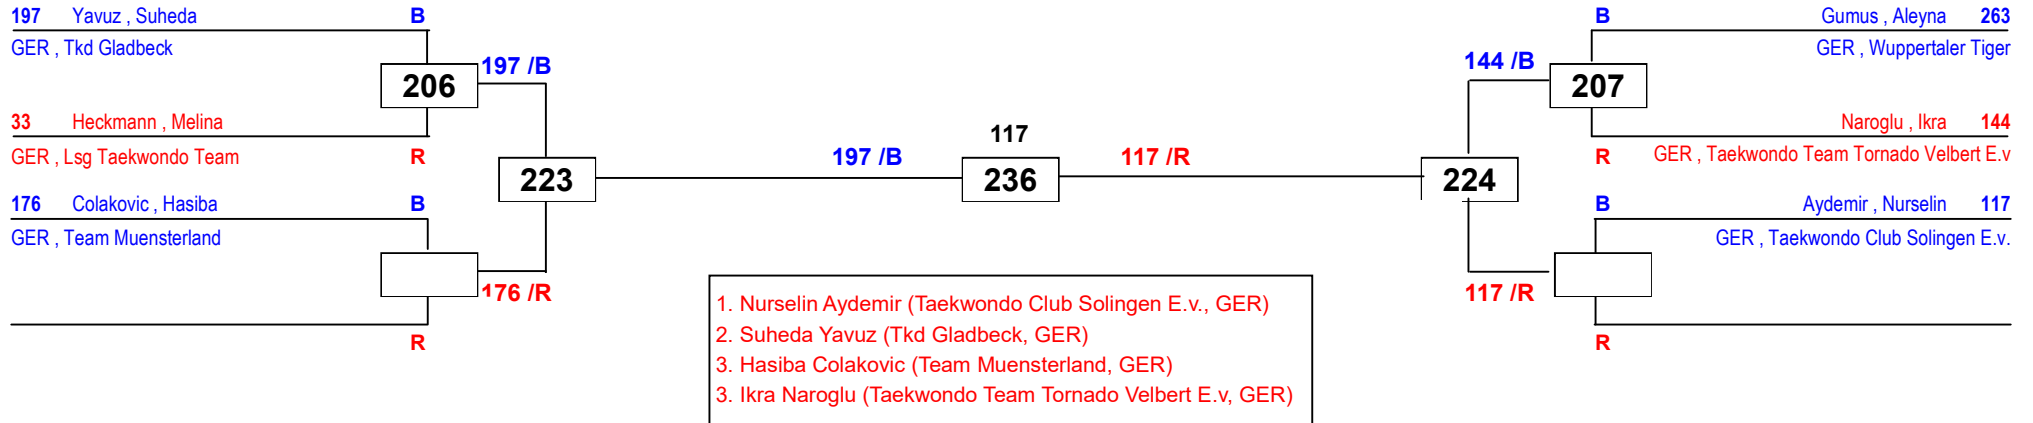 197 Yavuz , Suheda B
GER , Tkd Gladbeck
206
197 /B
33 Heckmann , Melina
GER , Lsg Taekwondo Team R
223
176 Colakovic , Hasiba B
GER , Team Muensterland
176 /R
R
197 /B
117
236
117 /R
B Gumus , Aleyna 263
GER , Wuppertaler Tiger
144 /B
207
Naroglu , Ikra 144
R GER , Taekwondo Team Tornado Velbert E.v
224
B Aydemir , Nurselin 117
GER , Taekwondo Club Solingen E.v.
117 /R
R
1. Nurselin Aydemir (Taekwondo Club Solingen E.v., GER)
2. Suheda Yavuz (Tkd Gladbeck, GER)
3. Hasiba Colakovic (Team Muensterland, GER)
3. Ikra Naroglu (Taekwondo Team Tornado Velbert E.v, GER)